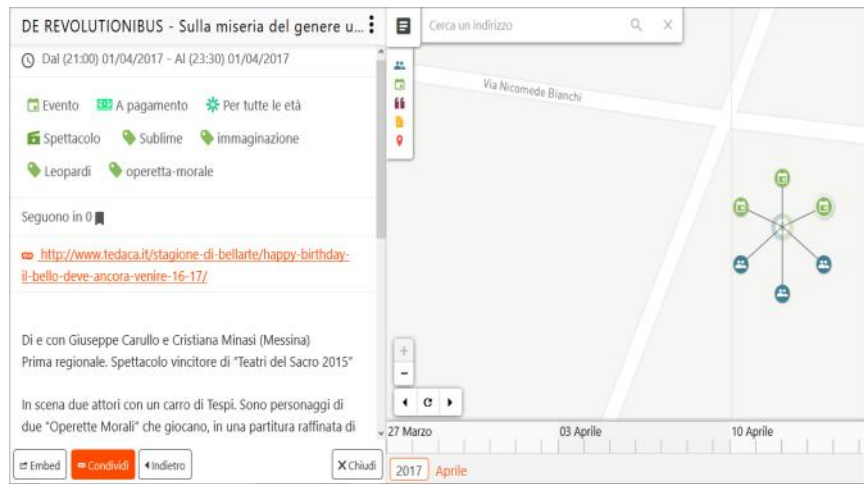 DE REVOLUTIONIBUS - Sulla miseria del genere u...
Dal (21:00) 01/04/2017 - Al (23:30) 01/04/2017
Evento A pagamento Per tutte le età
Spettacolo Sublime immaginazione
Leopardi operetta-morale
Seguono in 0
http://www.tedaca.it/stagione-di-bellarte/happy-birthday-
il-bello-deve-ancora-venire-16-17/
Di e con Giuseppe Carullo e Cristiana Minasi (Messina)
Prima regionale. Spettacolo vincitore di "Teatri del Sacro 2015"
In scena due attori con un carro di Tespi. Sono personaggi di
due "Operette Morali" che giocano, in una partitura raffinata di
Embed Condividi Indietro Chiudi
Cerca un indirizzo
Via Nicomede Bianchi
27 Marzo 03 Aprile 10 Aprile
2017 Aprile